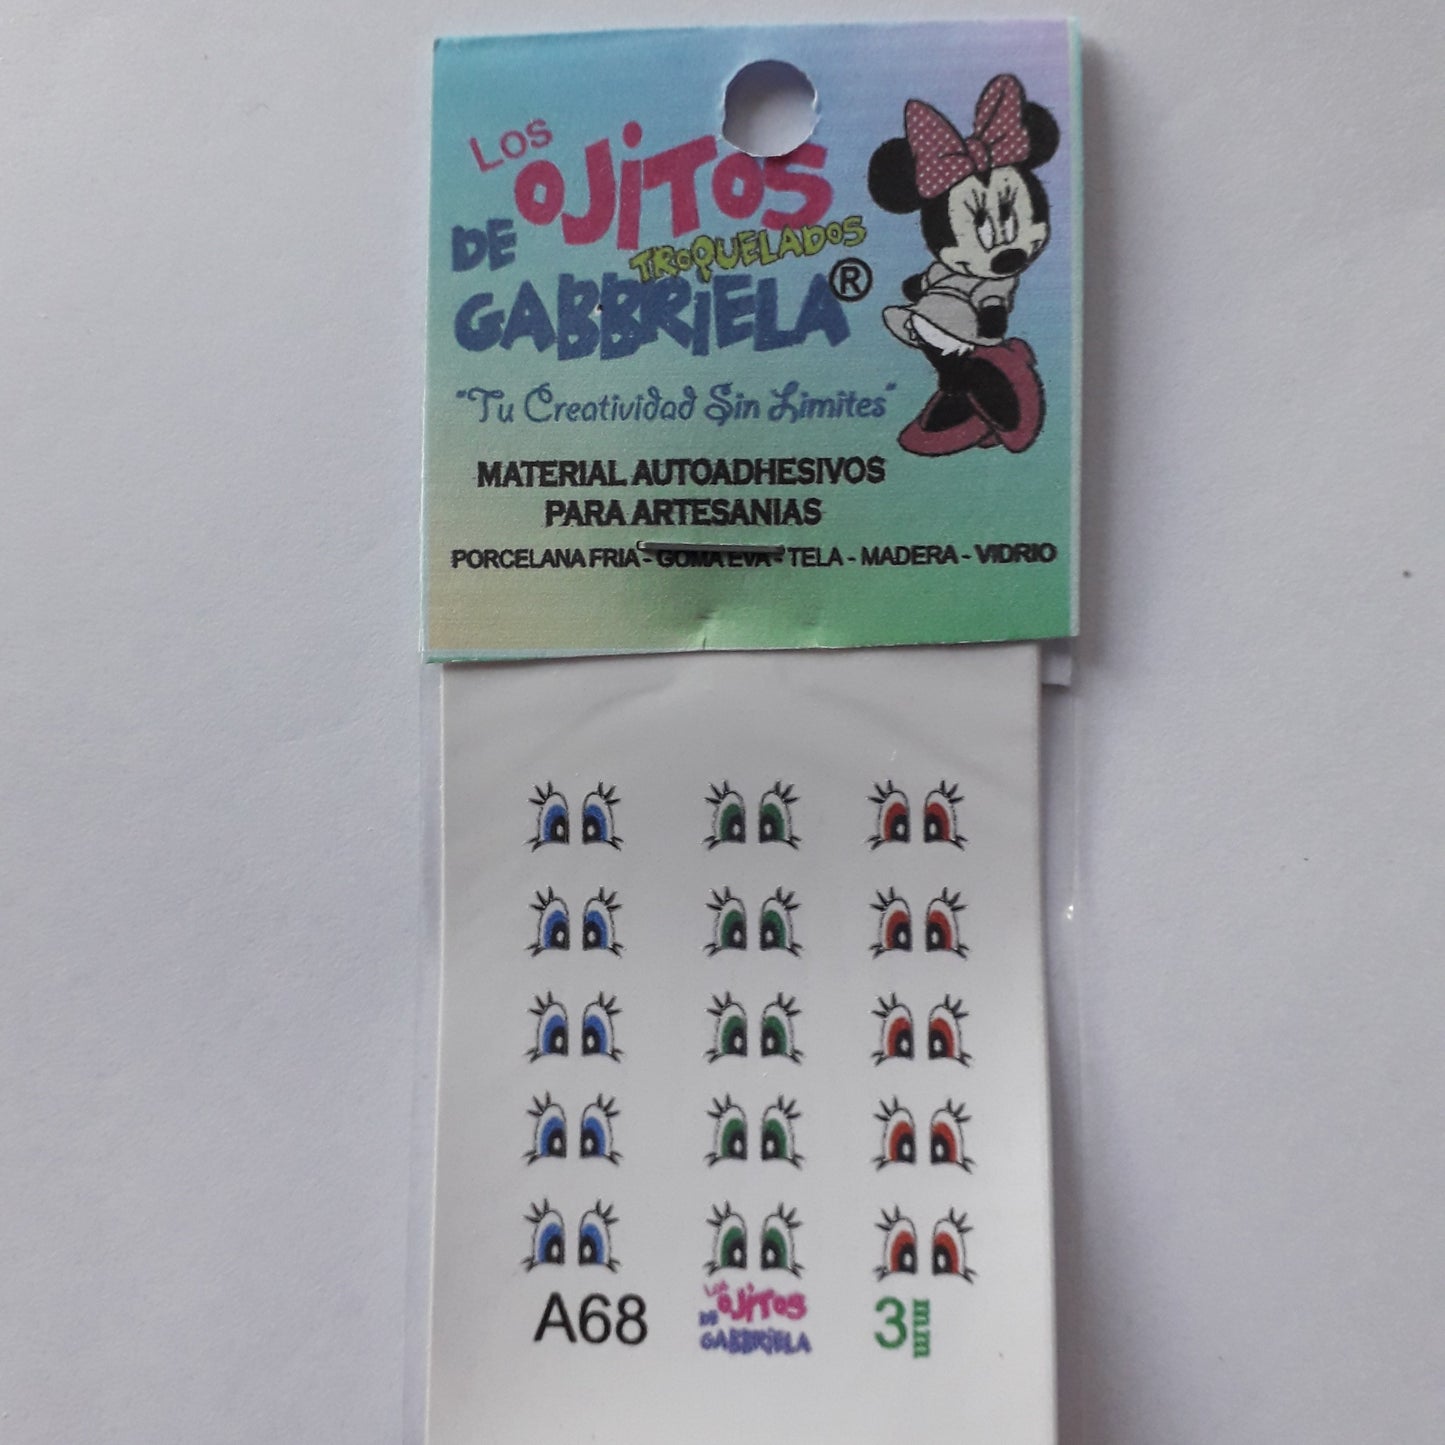 LOS
OJITOS
TROQUELADOS
DE
GABBRIELA®
"Tu Creatividad Sin Limites"
MATERIAL AUTOADHESIVOS
PARA ARTESANIAS
PORCELANA FRIA - GOMA EVA - TELA - MADERA - VIDRIO
A68
LOS
OJITOS
DE
GABBRIELA
3mm